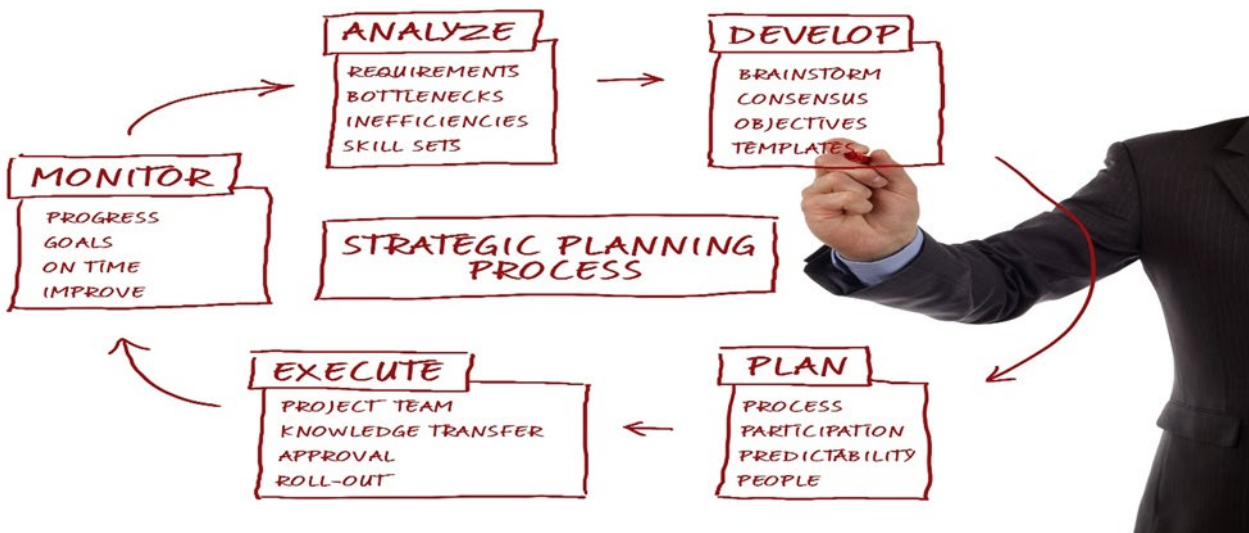 ANALYZE
REQUIREMENTS
BOTTLENECKS
INEFFICIENCIES
SKILL SETS
DEVELOP
BRAINSTORM
CONSENSUS
OBJECTIVES
TEMPLATES
MONITOR
PROGRESS
GOALS
ON TIME
IMPROVE
STRATEGIC PLANNING
PROCESS
EXECUTE
PROJECT TEAM
KNOWLEDGE TRANSFER
APPROVAL
ROLL-OUT
PLAN
PROCESS
PARTICIPATION
PREDICTABILITY
PEOPLE